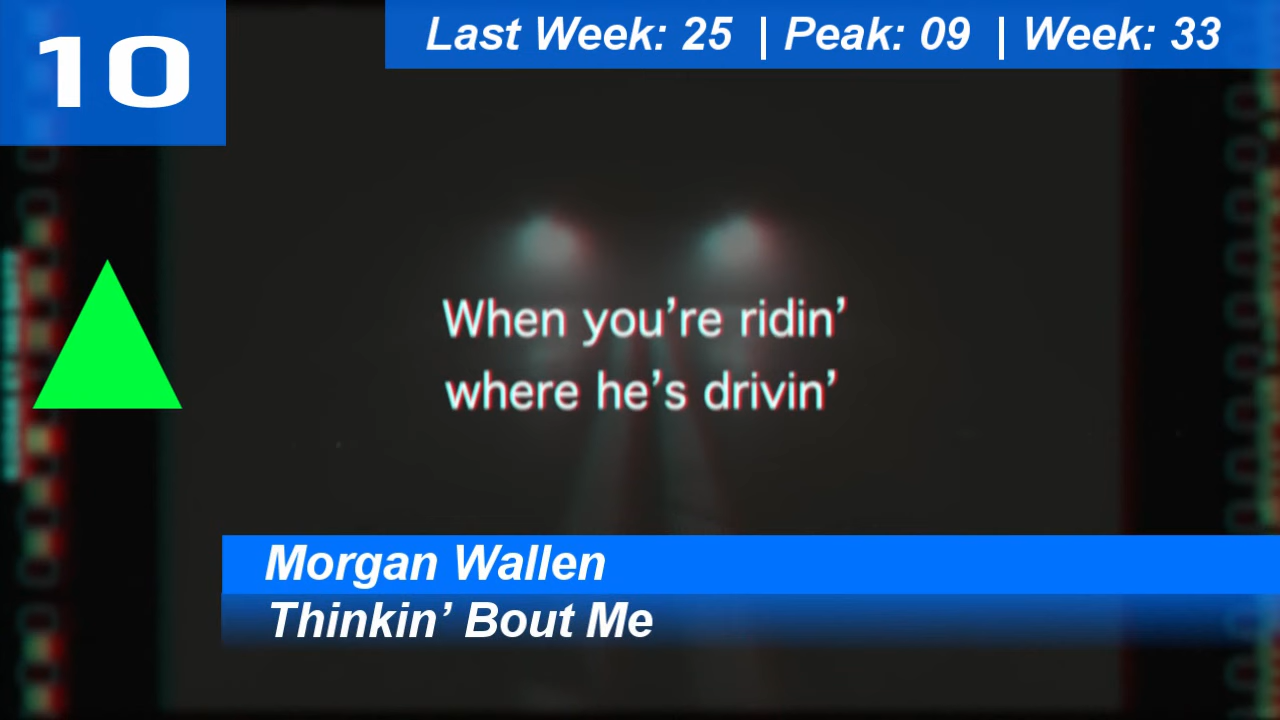 10
Last Week: 25 | Peak: 09 | Week: 33
When you’re ridin’
where he’s drivin’
Morgan Wallen
Thinkin’ Bout Me